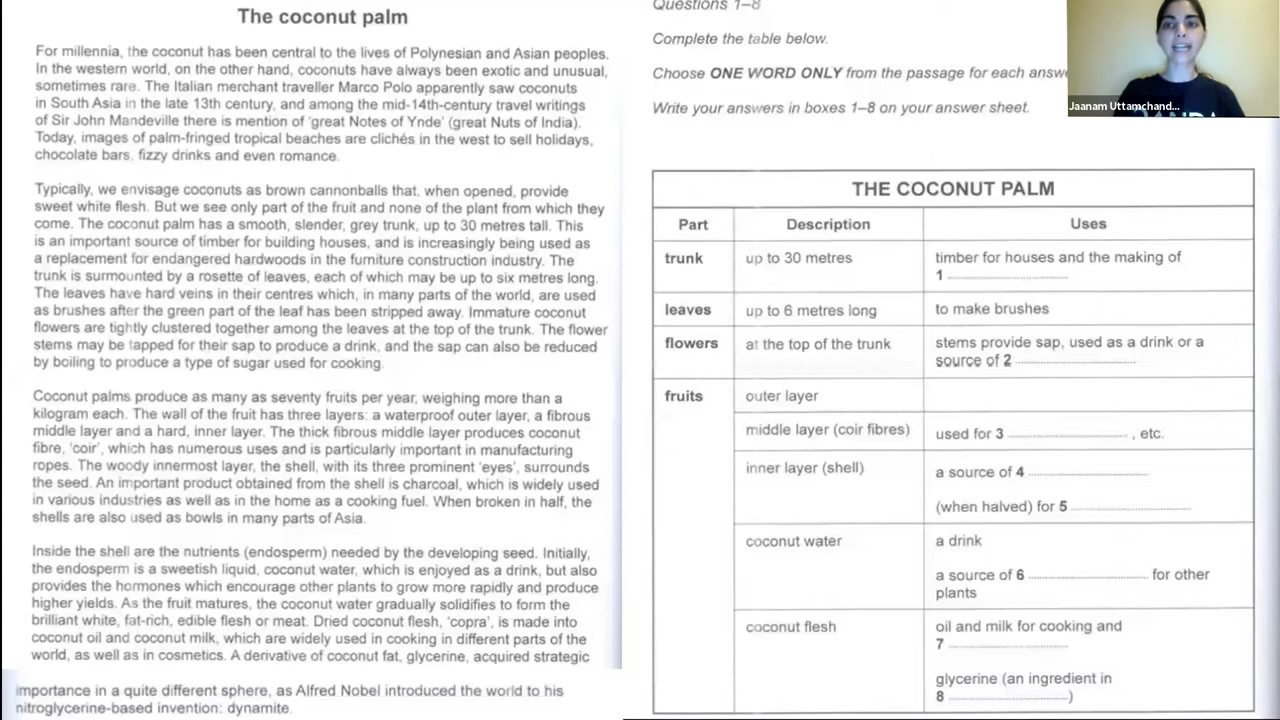 The coconut palm
For millennia, the coconut has been central to the lives of Polynesian and Asian peoples.
In the western world, on the other hand, coconuts have always been exotic and unusual,
sometimes rare. The Italian merchant traveller Marco Polo apparently saw coconuts
in South Asia in the late 13th century, and among the mid-14th-century travel writings
of Sir John Mandeville there is mention of 'great Notes of Ynde' (great Nuts of India).
Today, images of palm-fringed tropical beaches are clichés in the west to sell holidays,
chocolate bars, fizzy drinks and even romance.
Typically, we envisage coconuts as brown cannonballs that, when opened, provide
sweet white flesh. But we see only part of the fruit and none of the plant from which they
come. The coconut palm has a smooth, slender, grey trunk, up to 30 metres tall. This
is an important source of timber for building houses, and is increasingly being used as
a replacement for endangered hardwoods in the furniture construction industry. The
trunk is surmounted by a rosette of leaves, each of which may be up to six metres long.
The leaves have hard veins in their centres which, in many parts of the world, are used
as brushes after the green part of the leaf has been stripped away. Immature coconut
flowers are tightly clustered together among the leaves at the top of the trunk. The flower
stems may be tapped for their sap to produce a drink, and the sap can also be reduced
by boiling to produce a type of sugar used for cooking.
Coconut palms produce as many as seventy fruits per year, weighing more than a
kilogram each. The wall of the fruit has three layers: a waterproof outer layer, a fibrous
middle layer and a hard, inner layer. The thick fibrous middle layer produces coconut
fibre, 'coir', which has numerous uses and is particularly important in manufacturing
ropes. The woody innermost layer, the shell, with its three prominent 'eyes', surrounds
the seed. An important product obtained from the shell is charcoal, which is widely used
in various industries as well as in the home as a cooking fuel. When broken in half, the
shells are also used as bowls in many parts of Asia.
Inside the shell are the nutrients (endosperm) needed by the developing seed. Initially,
the endosperm is a sweetish liquid, coconut water, which is enjoyed as a drink, but also
provides the hormones which encourage other plants to grow more rapidly and produce
higher yields. As the fruit matures, the coconut water gradually solidifies to form the
brilliant white, fat-rich, edible flesh or meat. Dried coconut flesh, 'copra', is made into
coconut oil and coconut milk, which are widely used in cooking in different parts of the
world, as well as in cosmetics. A derivative of coconut fat, glycerine, acquired strategic
importance in a quite different sphere, as Alfred Nobel introduced the world to his
nitroglycerine-based invention: dynamite.
Questions 1–8
Complete the table below.
Choose ONE WORD ONLY from the passage for each answe
Write your answers in boxes 1–8 on your answer sheet.
Jaanam Uttamchand...
THE COCONUT PALM
Part Description Uses
trunk up to 30 metres timber for houses and the making of
1 ....................
leaves up to 6 metres long to make brushes
flowers at the top of the trunk stems provide sap, used as a drink or a
source of 2 ....................
fruits outer layer
middle layer (coir fibres) used for 3 .................... , etc.
inner layer (shell) a source of 4 ....................
(when halved) for 5 ....................
coconut water a drink
a source of 6 .................... for other
plants
coconut flesh oil and milk for cooking and
7 ....................
glycerine (an ingredient in
8 ....................)